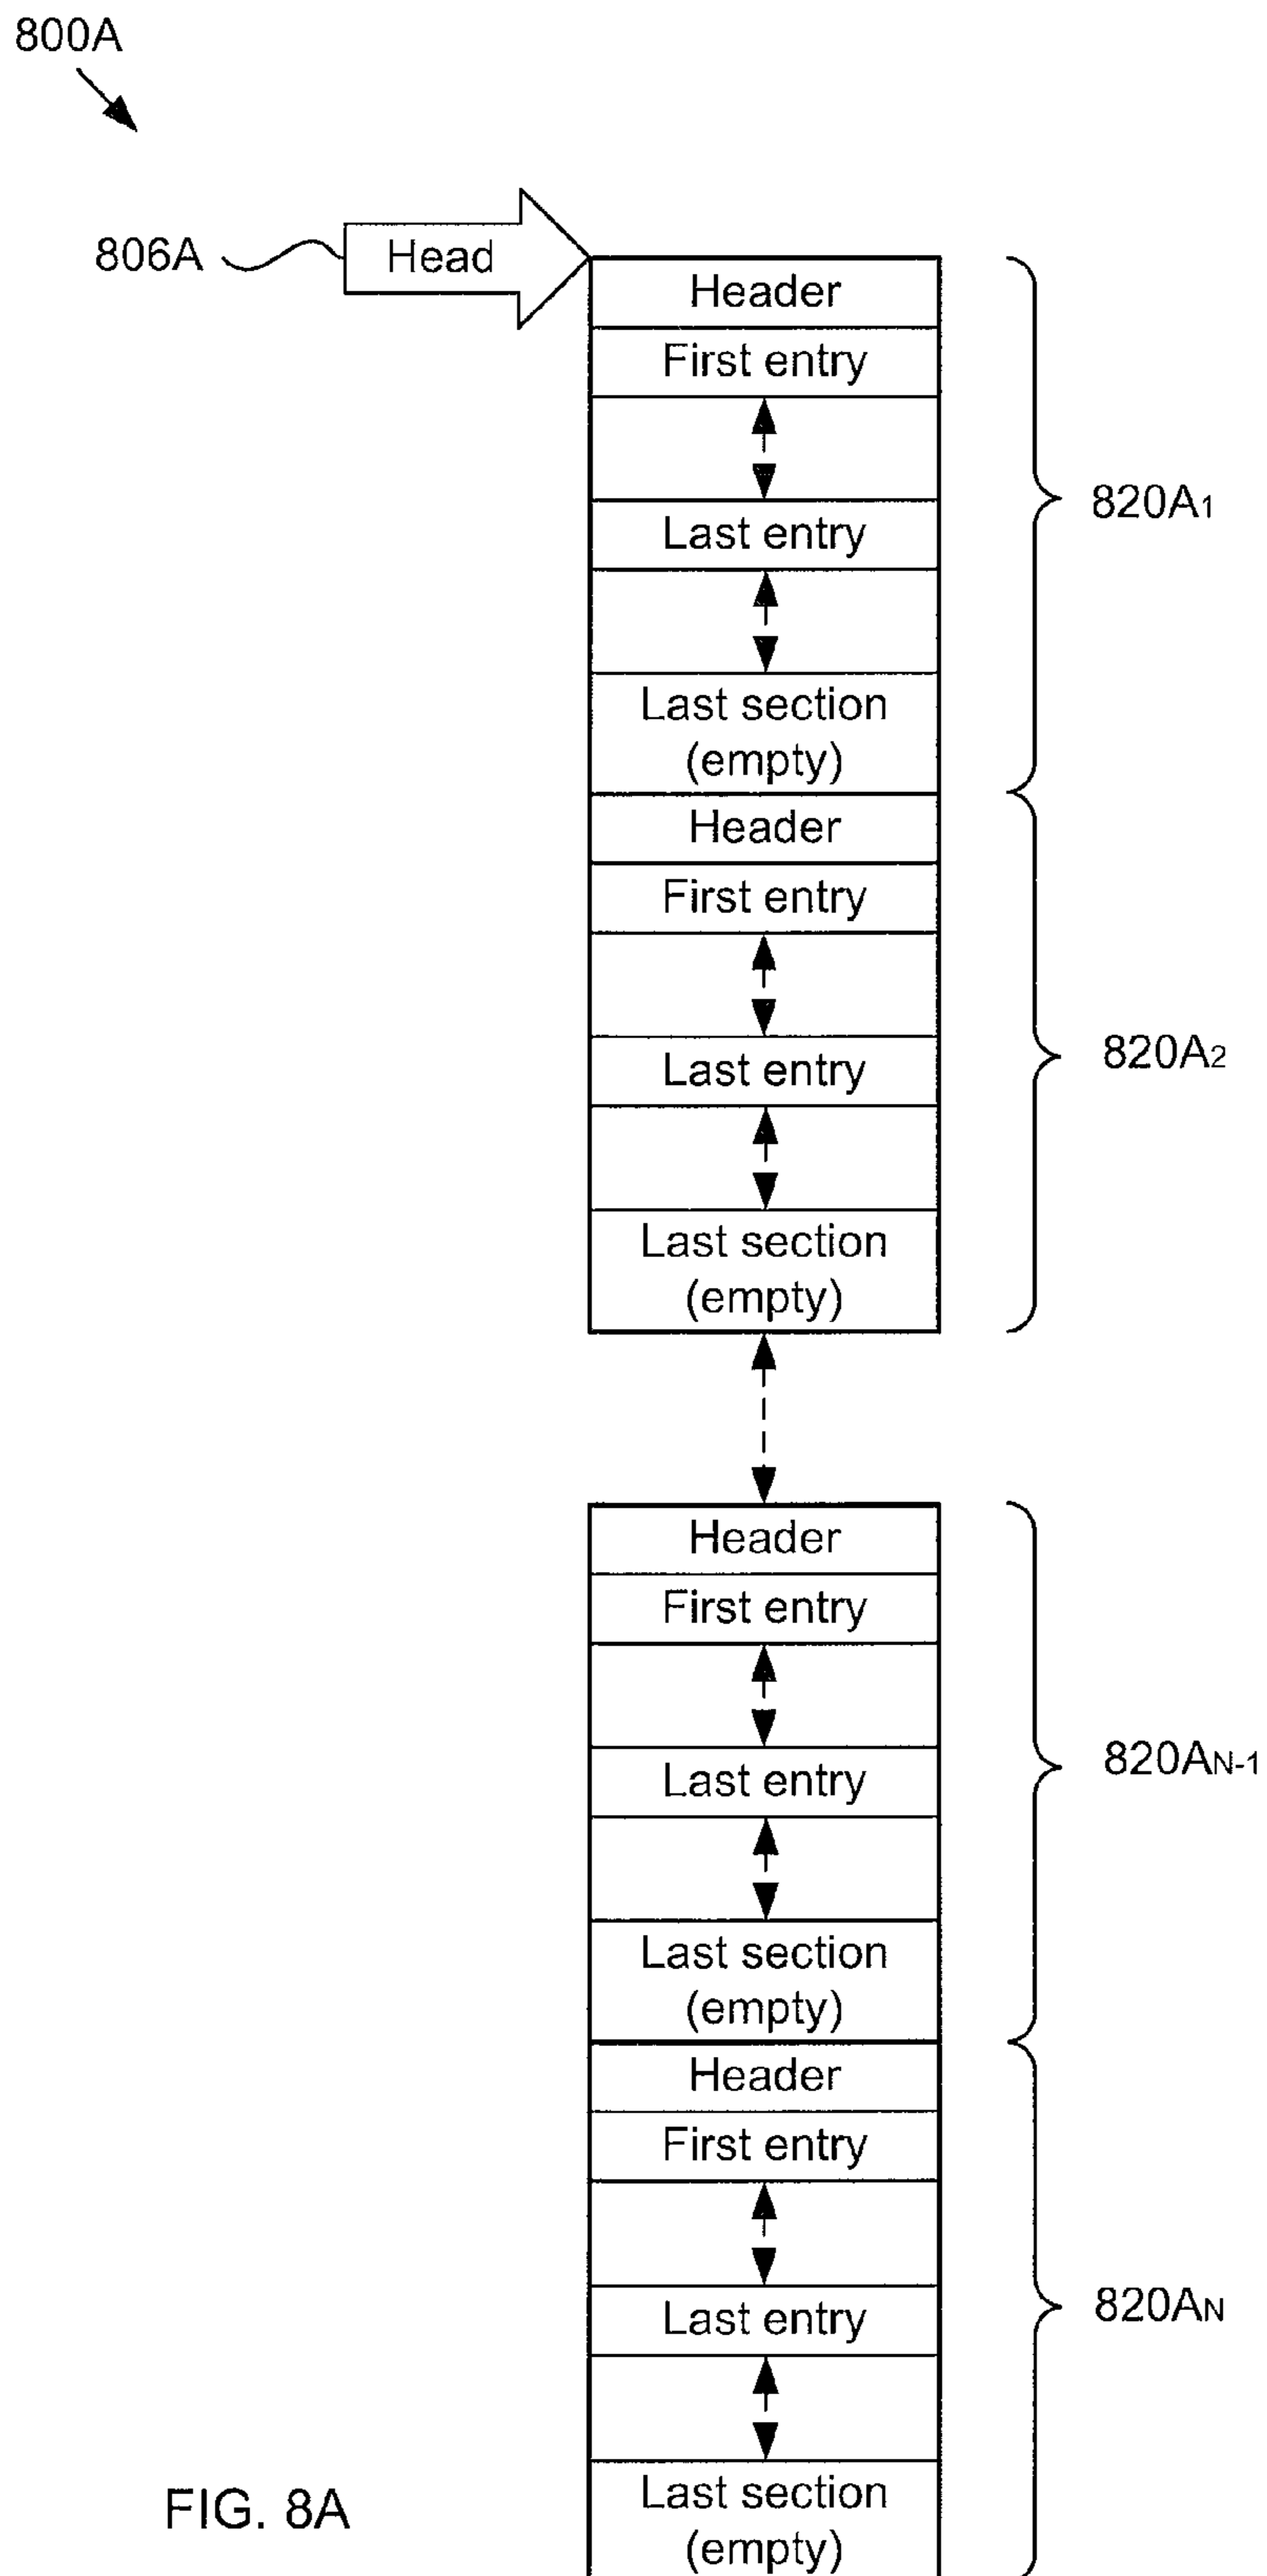 800A
806A
Head
Header
First entry
Last entry
820A1
Last section
(empty)
Header
First entry
Last entry
820A2
Last section
(empty)
Header
First entry
Last entry
820AN-1
Last section
(empty)
Header
First entry
Last entry
820AN
Last section
(empty)
FIG. 8A